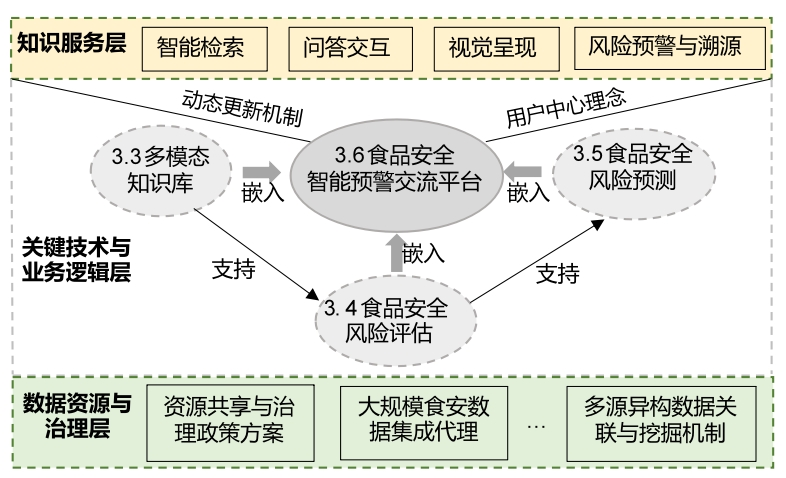 知识服务层
智能检索
问答交互
视觉呈现
风险预警与溯源
动态更新机制
用户中心理念
3.3多模态
知识库
嵌入
3.6食品安全
智能预警交流平台
嵌入
3.5食品安全
风险预测
关键技术与
业务逻辑层
支持
嵌入
支持
3.4食品安全
风险评估
数据资源与
治理层
资源共享与治
理政策方案
大规模食安数
据集成代理
…
多源异构数据关
联与挖掘机制